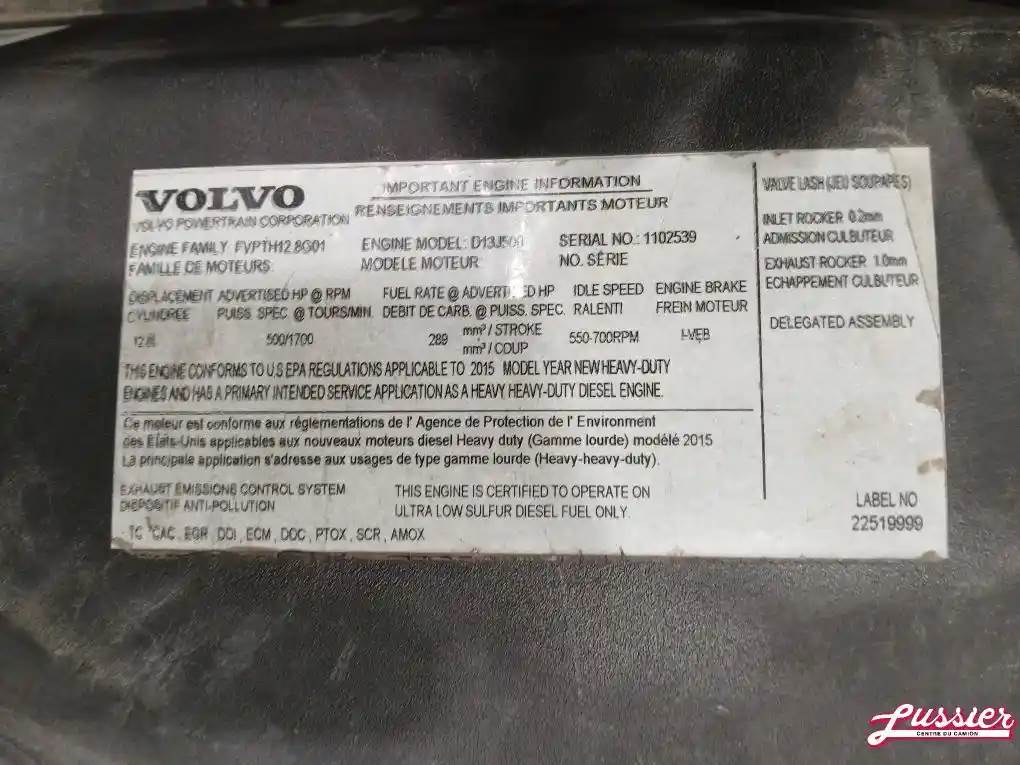 VOLVO
VOLVO POWERTRAIN CORPORATION
IMPORTANT ENGINE INFORMATION
RENSEIGNEMENTS IMPORTANTS MOTEUR
ENGINE FAMILY FVPTH12.8G01 ENGINE MODEL: D13J500 SERIAL NO.: 1102539
FAMILLE DE MOTEURS: MODELE MOTEUR: NO. SÉRIE
DISPLACEMENT ADVERTISED HP @ RPM FUEL RATE @ ADVERTISED HP IDLE SPEED ENGINE BRAKE
CYLINDREE PUISS SPEC @ TOURS/MIN. DEBIT DE CARB. @ PUISS. SPEC. RALENTI FREIN MOTEUR
12.8L 500/1700 289 mm³ / STROKE 550-700RPM I-VEB
mm³ / COUP
THIS ENGINE CONFORMS TO U.S EPA REGULATIONS APPLICABLE TO 2015 MODEL YEAR NEW HEAVY-DUTY
ENGINES AND HAS A PRIMARY INTENDED SERVICE APPLICATION AS A HEAVY HEAVY-DUTY DIESEL ENGINE.
Ce moteur est conforme aux réglementations de l' Agence de Protection de l' Environment
des États-Unis applicables aux nouveaux moteurs diesel Heavy duty (Gamme lourde) modélé 2015
La principale application s'adresse aux usages de type gamme lourde (Heavy-heavy-duty).
EXHAUST EMISSIONS CONTROL SYSTEM
DISPOSITIF ANTI-POLLUTION
TC CAC, EGR, DDI, ECM, DOC, PTOX, SCR, AMOX
THIS ENGINE IS CERTIFIED TO OPERATE ON
ULTRA LOW SULFUR DIESEL FUEL ONLY.
VALVE LASH (JEU SOUPAPES)
INLET ROCKER 0.2mm
ADMISSION CULBUTEUR
EXHAUST ROCKER 1.0mm
ECHAPPEMENT CULBUTEUR
DELEGATED ASSEMBLY
LABEL NO
22519999
Lussier
CENTRE DU CAMION